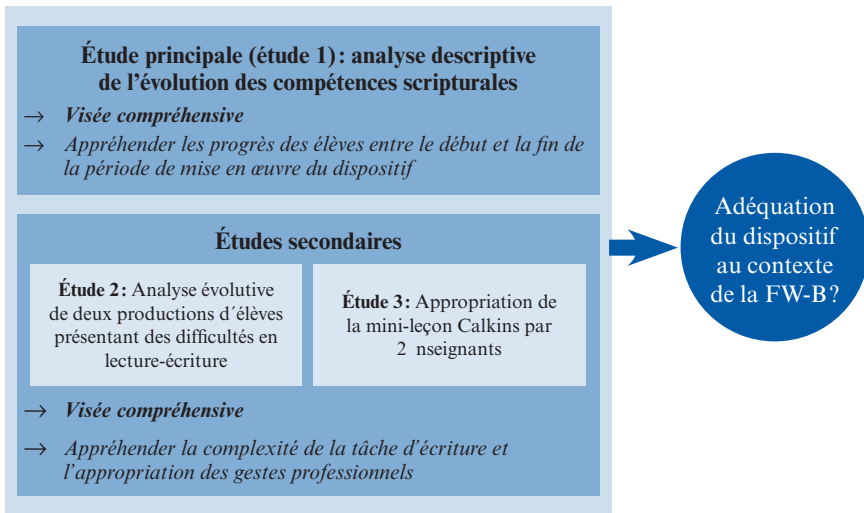 Étude principale (étude 1) : analyse descriptive
de l'évolution des compétences scripturales
→ Visée compréhensive
→ Appréhender les progrès des élèves entre le début et la fin de
la période de mise en œuvre du dispositif
Études secondaires
Étude 2 : Analyse évolutive
de deux productions d´élèves
présentant des difficultés en
lecture-écriture
Étude 3 : Appropriation de
la mini-leçon Calkins par
2 nseignants
→ Visée compréhensive
→ Appréhender la complexité de la tâche d'écriture et
l'appropriation des gestes professionnels
Adéquation
du dispositif
au contexte
de la FW-B ?